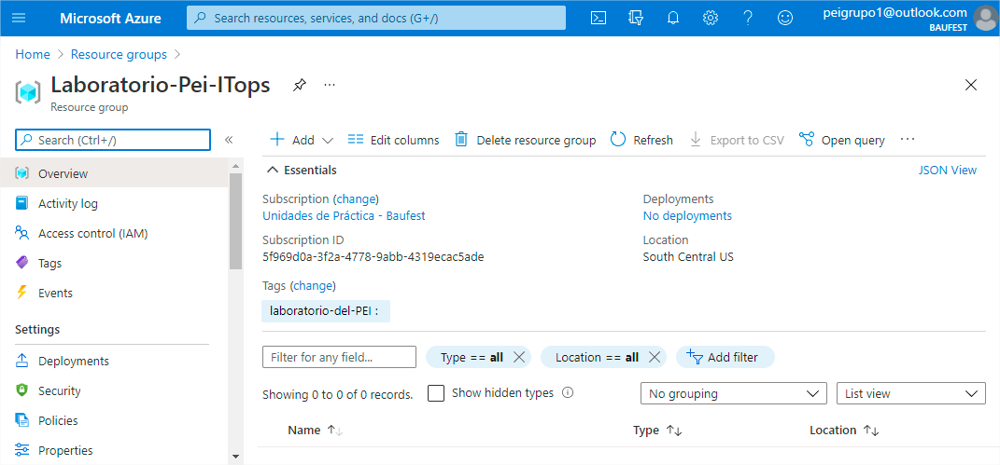 Microsoft Azure
Search resources, services, and docs (G+/)
peigrupo1@outlook.com
BAUFEST
Home > Resource groups >
Laboratorio-Pei-ITops
Resource group
Search (Ctrl+/)
Overview
Activity log
Access control (IAM)
Tags
Events
Settings
Deployments
Security
Policies
Properties
Add
Edit columns
Delete resource group
Refresh
Export to CSV
Open query
Essentials
JSON View
Subscription (change)
Unidades de Práctica - Baufest
Subscription ID
5f969d0a-3f2a-4778-9abb-4319ecac5ade
Deployments
No deployments
Location
South Central US
Tags (change)
laboratorio-del-PEI :
Filter for any field...
Type == all
Location == all
Add filter
Showing 0 to 0 of 0 records.
Show hidden types
No grouping
List view
Name
Type
Location